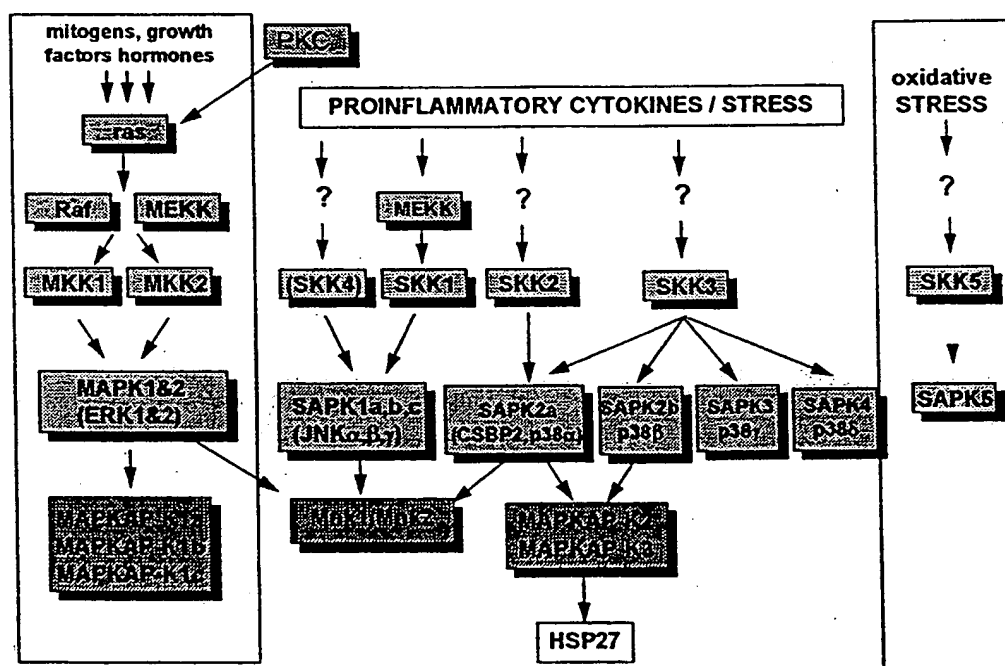 mitogens, growth
factors hormones
PKC
PROINFLAMMATORY CYTOKINES / STRESS
oxidative
STRESS
ras
?
?
?
?
Raf
MEKK
MEKK
MKK1
MKK2
(SKK4)
SKK1
SKK2
SKK3
SKK5
MAPK1&2
(ERK1&2)
SAPK1a,b,c
(JNKα,β,γ)
SAPK2a
(CSBP2,p38α)
SAPK2b
p38β
SAPK3
p38γ
SAPK4
p38δ
MAPKAP-K1a
MAPKAP-K1b
MAPKAP-K1c
MAPKAP-K2
MAPKAP-K3
HSP27